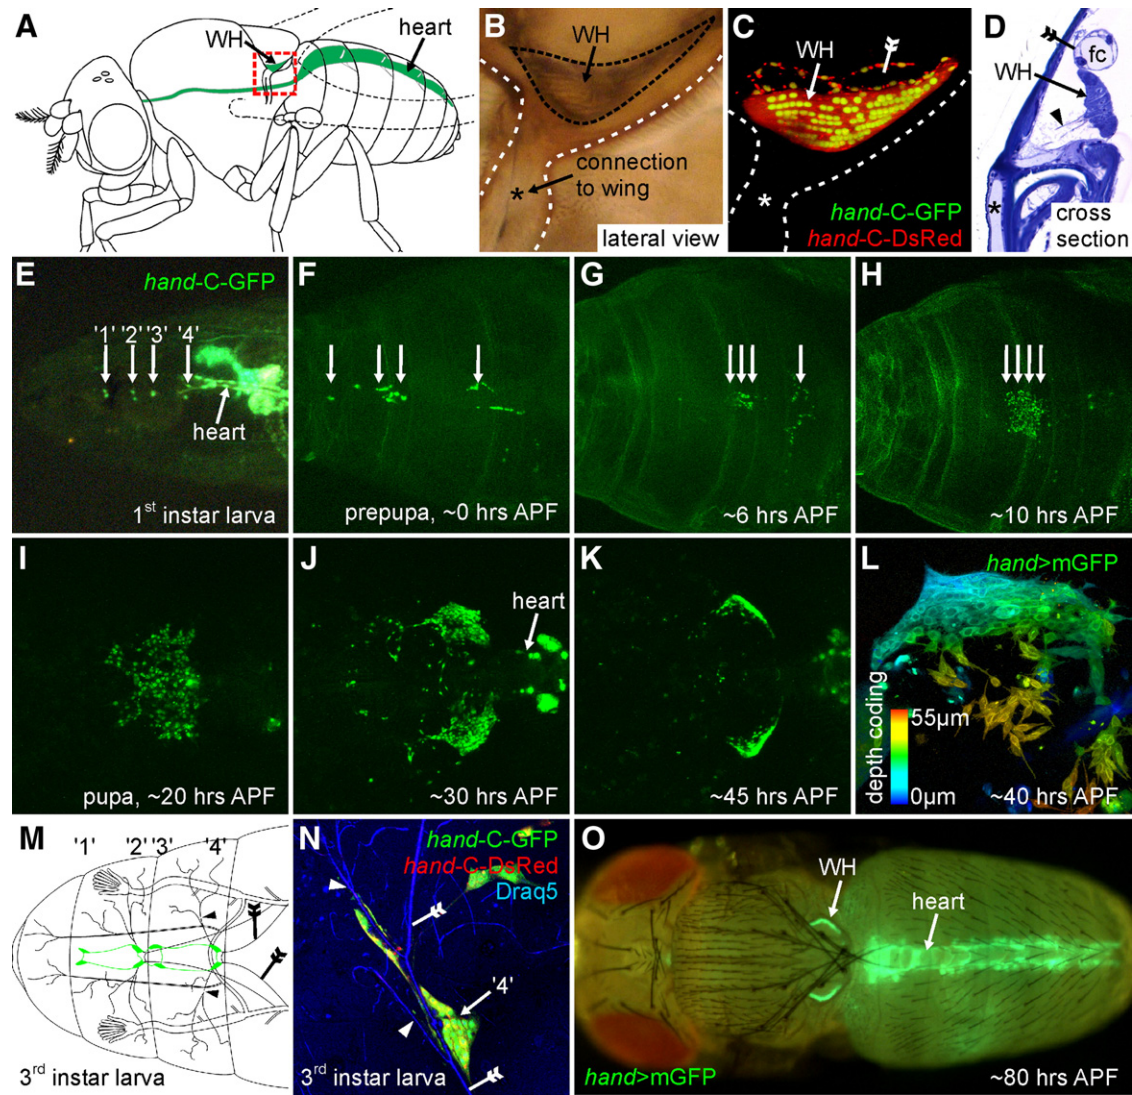 A
WH
heart
B
WH
connection
to wing
*
lateral view
C
WH
*
hand-C-GFP
hand-C-DsRed
D
fc
WH
*
cross
section
E
hand-C-GFP
'1' '2' '3' '4'
heart
1st instar larva
F
prepupa, ~0 hrs APF
G
~6 hrs APF
H
~10 hrs APF
I
pupa, ~20 hrs APF
J
heart
~30 hrs APF
K
~45 hrs APF
L
hand>mGFP
depth coding
55µm
0µm
~40 hrs APF
M
'1' '2' '3' '4'
3rd instar larva
N
hand-C-GFP
hand-C-DsRed
Draq5
'4'
3rd instar larva
O
WH
heart
hand>mGFP
~80 hrs APF